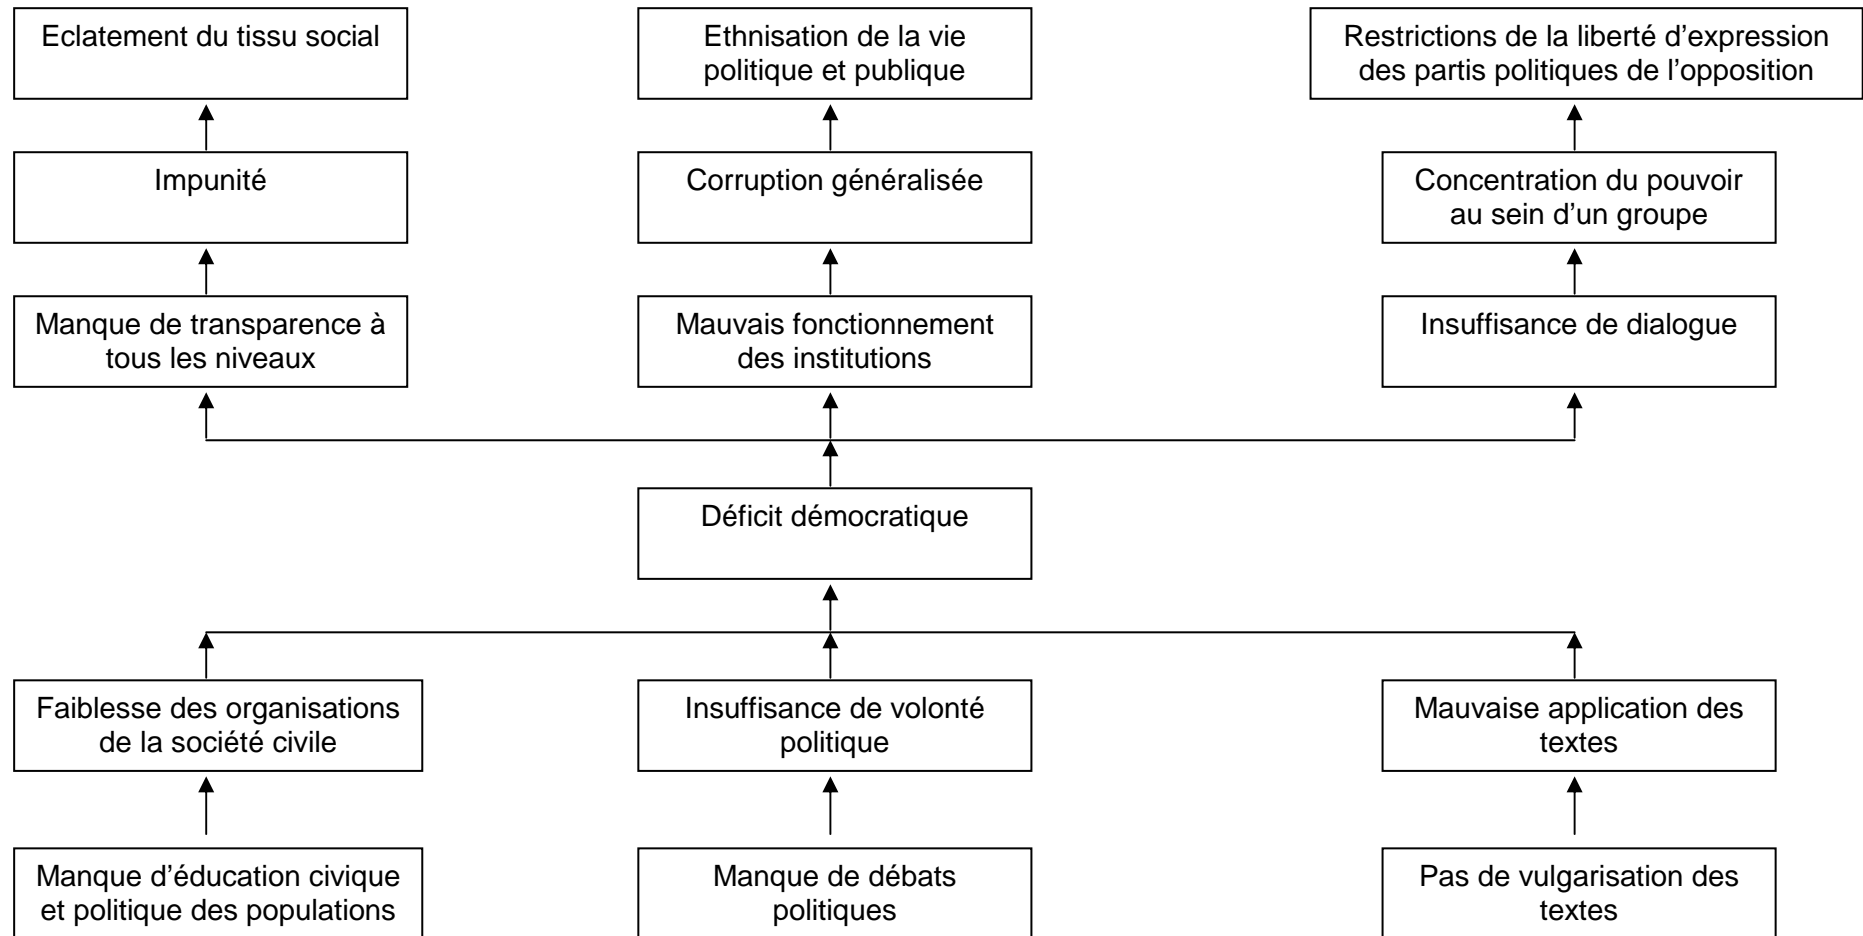 Eclatement du tissu social
Ethnisation de la vie
politique et publique
Restrictions de la liberté d'expression
des partis politiques de l'opposition
Impunité
Corruption généralisée
Concentration du pouvoir
au sein d'un groupe
Manque de transparence à
tous les niveaux
Mauvais fonctionnement
des institutions
Insuffisance de dialogue
Déficit démocratique
Faiblesse des organisations
de la société civile
Insuffisance de volonté
politique
Mauvaise application des
textes
Manque d'éducation civique
et politique des populations
Manque de débats
politiques
Pas de vulgarisation des
textes